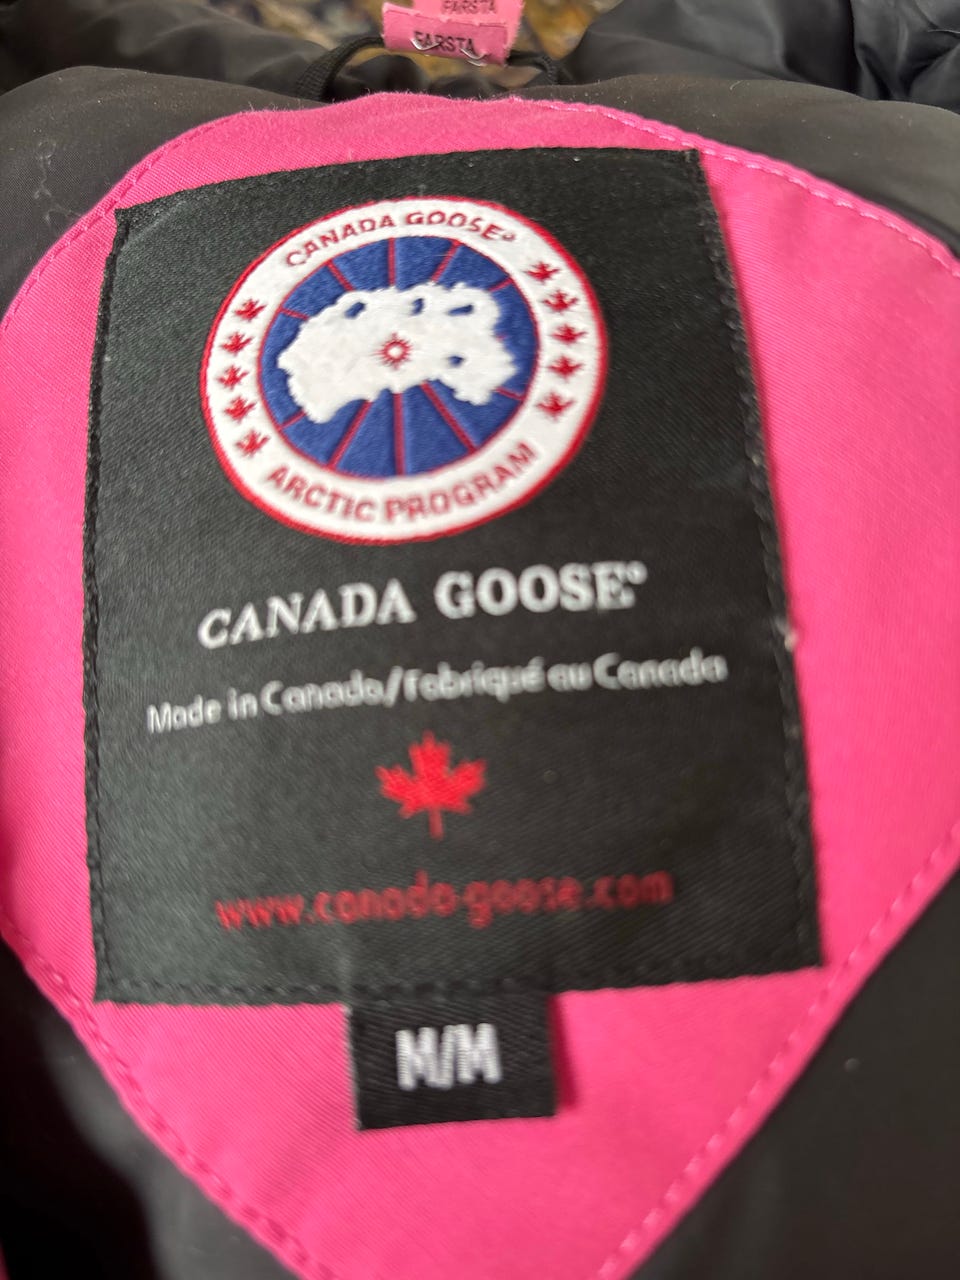 FARSTA
FARSTA
CANADA GOOSE®
ARCTIC PROGRAM
CANADA GOOSE®
Made in Canada/Fabriqué au Canada
www.canada-goose.com
M/M